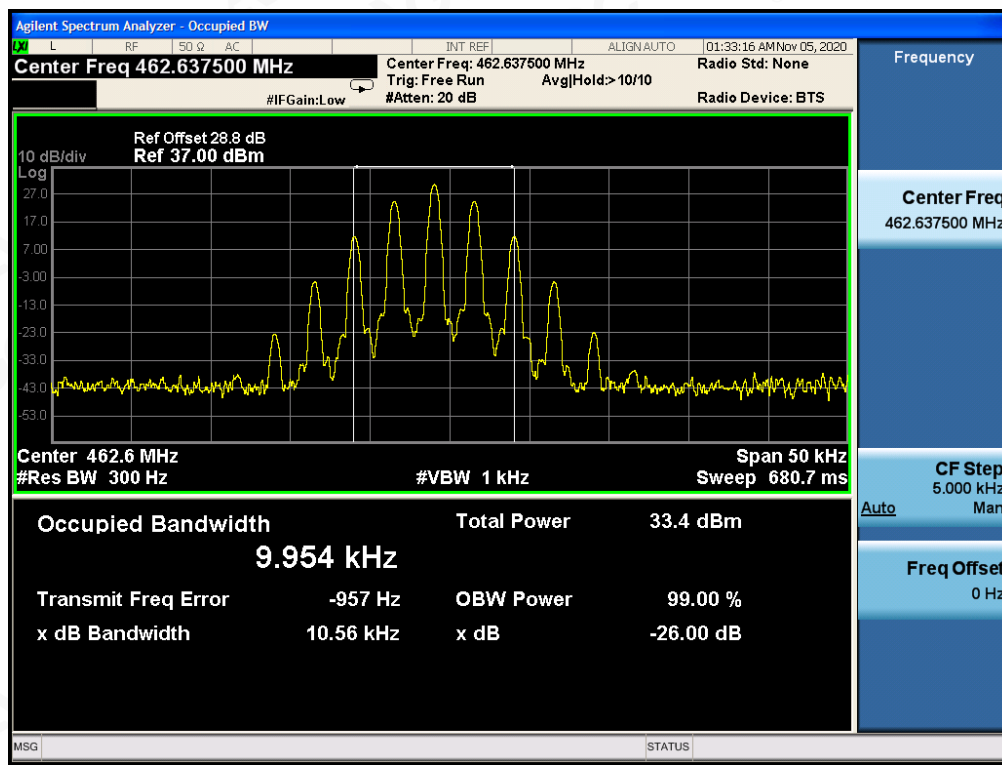 Agilent Spectrum Analyzer - Occupied BW
LXI L RF 50 Ω AC INT REF ALIGN AUTO 01:33:16 AM Nov 05, 2020
Center Freq 462.637500 MHz
Center Freq: 462.637500 MHz
Radio Std: None
Trig: Free Run Avg|Hold:>10/10
#IFGain:Low #Atten: 20 dB
Radio Device: BTS
Frequency
Ref Offset 28.8 dB
10 dB/div Ref 37.00 dBm
Log
27.0
17.0
7.00
-3.00
-13.0
-23.0
-33.0
-43.0
-53.0
Center 462.6 MHz Span 50 kHz
#Res BW 300 Hz #VBW 1 kHz Sweep 680.7 ms
Center Freq
462.637500 MHz
CF Step
5.000 kHz
Auto Man
Freq Offset
0 Hz
Occupied Bandwidth Total Power 33.4 dBm
9.954 kHz
Transmit Freq Error -957 Hz OBW Power 99.00 %
x dB Bandwidth 10.56 kHz x dB -26.00 dB
MSG STATUS